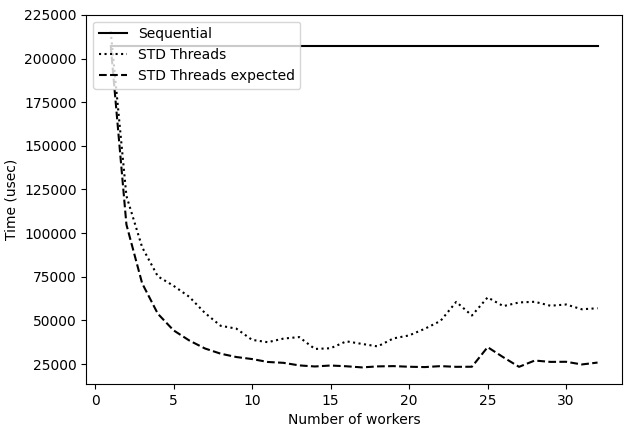 225000
200000
175000
150000
125000
100000
75000
50000
25000
Time (usec)
Sequential
STD Threads
STD Threads expected
0 5 10 15 20 25 30
Number of workers